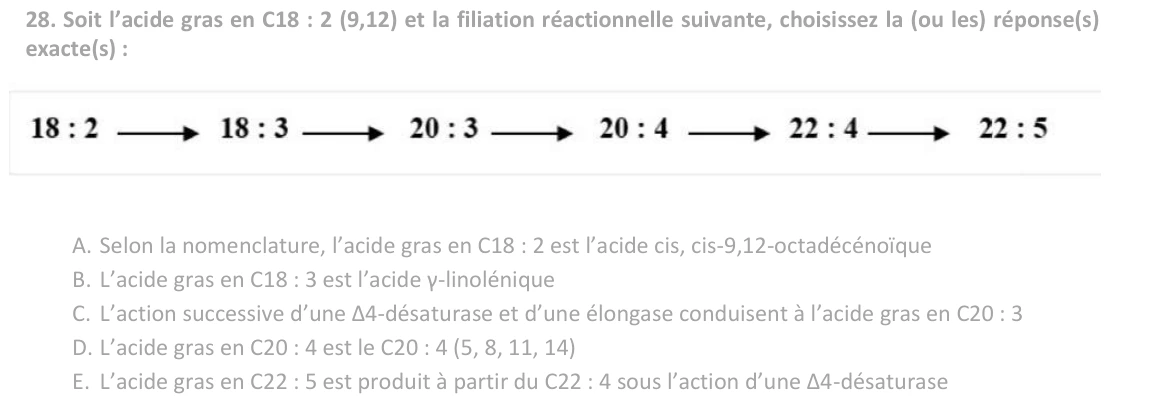 28. Soit l’acide gras en C18 : 2 (9,12) et la filiation réactionnelle suivante, choisissez la (ou les) réponse(s)
exacte(s) :
18 : 2 ⟶ 18 : 3 ⟶ 20 : 3 ⟶ 20 : 4 ⟶ 22 : 4 ⟶ 22 : 5
A. Selon la nomenclature, l’acide gras en C18 : 2 est l’acide cis, cis-9,12-octadécénoïque
B. L’acide gras en C18 : 3 est l’acide γ-linolénique
C. L’action successive d’une Δ4-désaturase et d’une élongase conduisent à l’acide gras en C20 : 3
D. L’acide gras en C20 : 4 est le C20 : 4 (5, 8, 11, 14)
E. L’acide gras en C22 : 5 est produit à partir du C22 : 4 sous l’action d’une Δ4-désaturase